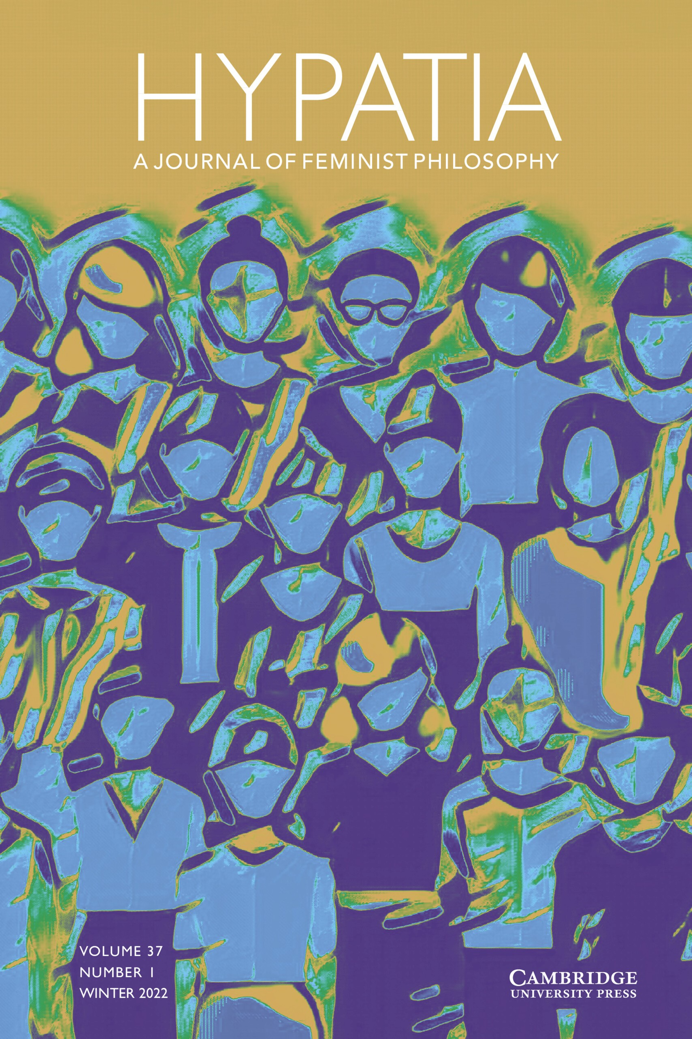 HYPATIA
A JOURNAL OF FEMINIST PHILOSOPHY
VOLUME 37
NUMBER 1
WINTER 2022
CAMBRIDGE
UNIVERSITY PRESS